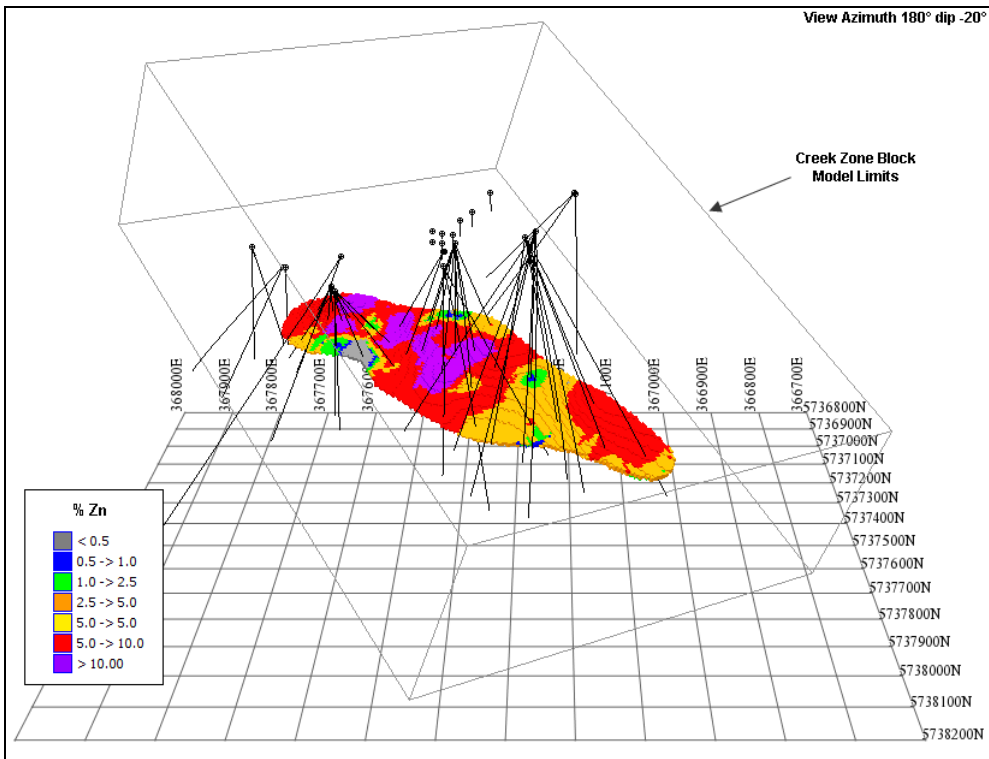 View Azimuth 180° dip -20°
Creek Zone Block
Model Limits
368000E
367900E
367800E
367700E
367000E
366900E
366800E
366700E
5736800N
5736900N
5737000N
5737100N
5737200N
5737300N
5737400N
5737500N
5737600N
5737700N
5737800N
5737900N
5738000N
5738100N
5738200N
% Zn
< 0.5
0.5 -> 1.0
1.0 -> 2.5
2.5 -> 5.0
5.0 -> 5.0
5.0 -> 10.0
> 10.00